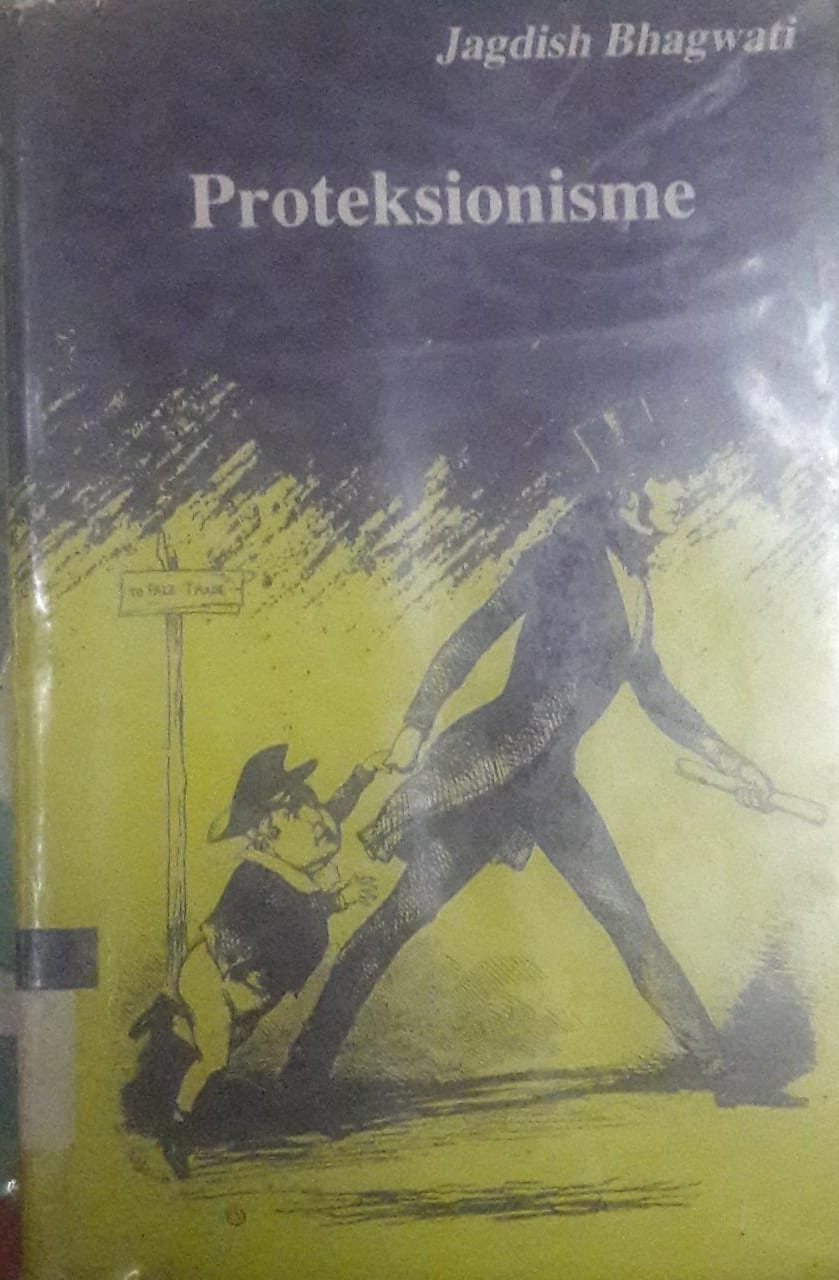 Jagdish Bhagwati
Proteksionisme
TO FREE TRADE